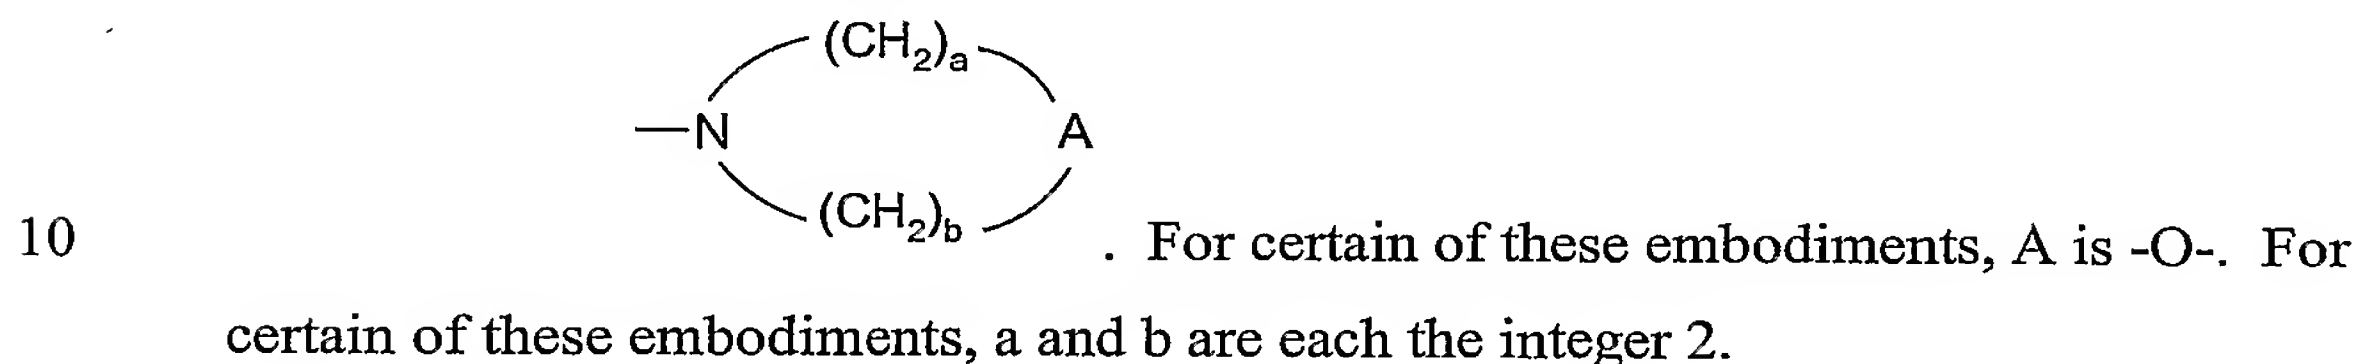 (CH2)a
—N A
(CH2)b
10 . For certain of these embodiments, A is -O-. For
certain of these embodiments, a and b are each the integer 2.